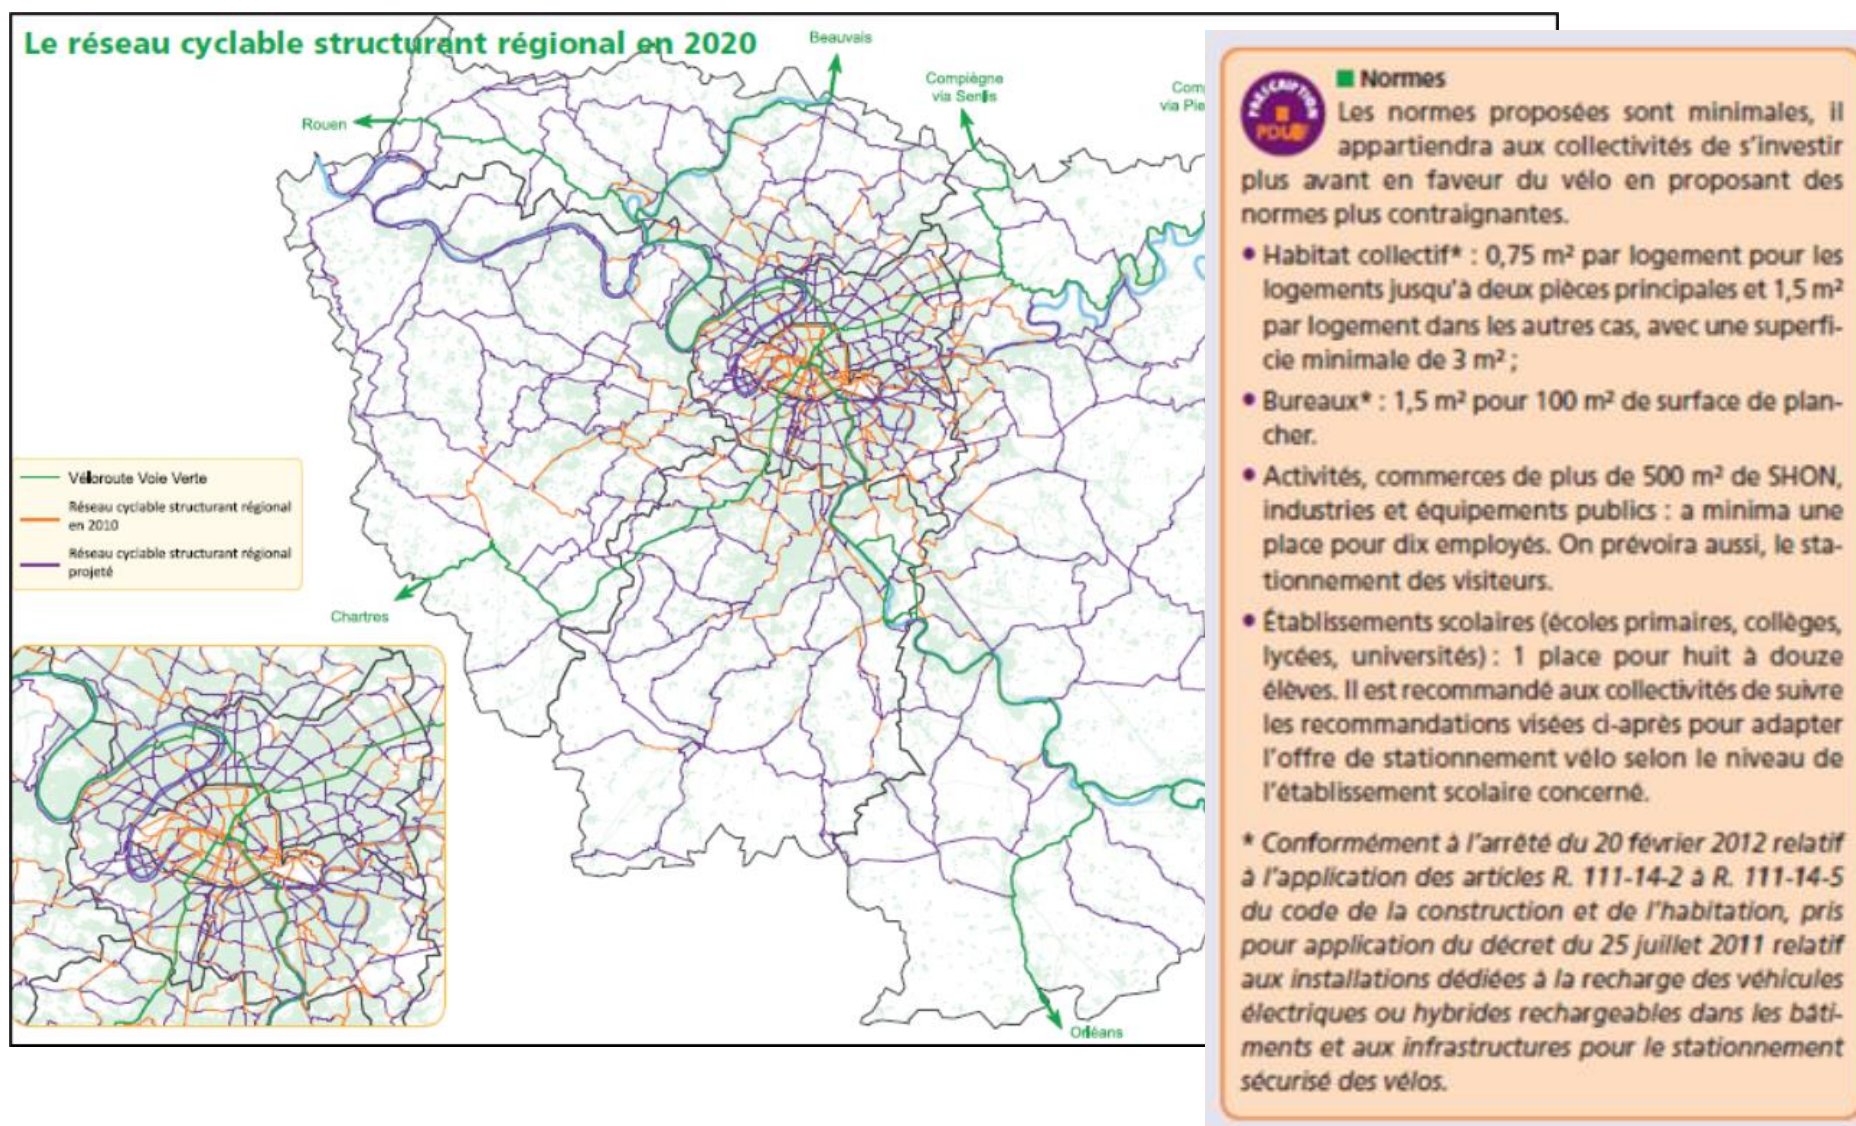 Le réseau cyclable structurant régional en 2020
Beauvais
Compiègne
via Senlis
Com
via Pie
Rouen
Véloroute Voie Verte
Réseau cyclable structurant régional
en 2010
Réseau cyclable structurant régional
projeté
Chartres
Orléans
PRESCRIPTION
PDU
■ Normes
Les normes proposées sont minimales, il
appartiendra aux collectivités de s’investir
plus avant en faveur du vélo en proposant des
normes plus contraignantes.
• Habitat collectif* : 0,75 m² par logement pour les
logements jusqu’à deux pièces principales et 1,5 m²
par logement dans les autres cas, avec une superfi-
cie minimale de 3 m² ;
• Bureaux* : 1,5 m² pour 100 m² de surface de plan-
cher.
• Activités, commerces de plus de 500 m² de SHON,
industries et équipements publics : a minima une
place pour dix employés. On prévoira aussi, le sta-
tionnement des visiteurs.
• Établissements scolaires (écoles primaires, collèges,
lycées, universités) : 1 place pour huit à douze
élèves. Il est recommandé aux collectivités de suivre
les recommandations visées ci-après pour adapter
l’offre de stationnement vélo selon le niveau de
l’établissement scolaire concerné.
* Conformément à l’arrêté du 20 février 2012 relatif
à l’application des articles R. 111-14-2 à R. 111-14-5
du code de la construction et de l’habitation, pris
pour application du décret du 25 juillet 2011 relatif
aux installations dédiées à la recharge des véhicules
électriques ou hybrides rechargeables dans les bâti-
ments et aux infrastructures pour le stationnement
sécurisé des vélos.